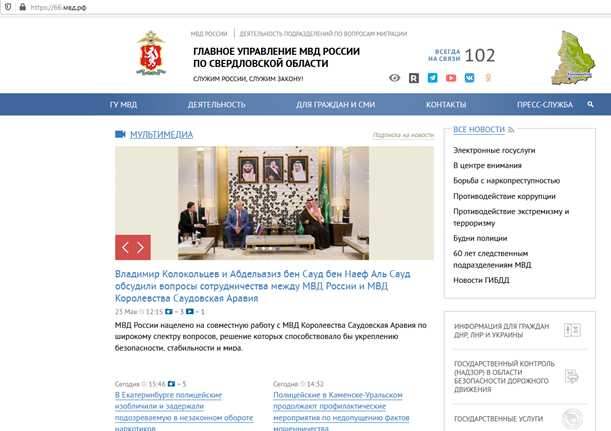 https://66.мвд.рф
МВД РОССИИ | ДЕЯТЕЛЬНОСТЬ ПОДРАЗДЕЛЕНИЙ ПО ВОПРОСАМ МИГРАЦИИ
ГЛАВНОЕ УПРАВЛЕНИЕ МВД РОССИИ
ПО СВЕРДЛОВСКОЙ ОБЛАСТИ
СЛУЖИМ РОССИИ, СЛУЖИМ ЗАКОНУ!
ВСЕГДА
НА СВЯЗИ
102
ГУ МВД
ДЕЯТЕЛЬНОСТЬ
ДЛЯ ГРАЖДАН И СМИ
КОНТАКТЫ
ПРЕСС-СЛУЖБА
МУЛЬТИМЕДИА
Подписка на новости
Владимир Колокольцев и Абдельазиз бен Сауд бен Наеф Аль Сауд
обсудили вопросы сотрудничества между МВД России и МВД
Королевства Саудовская Аравия
23 Мая 12:15 – 3 – 1
МВД России нацелено на совместную работу с МВД Королевства Саудовская Аравия по
широкому спектру вопросов, решение которых способствовало бы укреплению
безопасности, стабильности и мира.
Сегодня 15:46 – 5
В Екатеринбурге полицейские
изобличили и задержали
подозреваемую в незаконном обороте
наркотиков
Сегодня 14:32
Полицейские в Каменске-Уральском
продолжают профилактические
мероприятия по недопущению фактов
мошенничества
ВСЕ НОВОСТИ
Электронные госуслуги
В центре внимания
Борьба с наркопреступностью
Противодействие коррупции
Противодействие экстремизму и
терроризму
Будни полиции
60 лет следственным
подразделениям МВД
Новости ГИБДД
ИНФОРМАЦИЯ ДЛЯ ГРАЖДАН
ДНР, ЛНР И УКРАИНЫ
ГОСУДАРСТВЕННЫЙ КОНТРОЛЬ
(НАДЗОР) В ОБЛАСТИ
БЕЗОПАСНОСТИ ДОРОЖНОГО
ДВИЖЕНИЯ
ГОСУДАРСТВЕННЫЕ УСЛУГИ